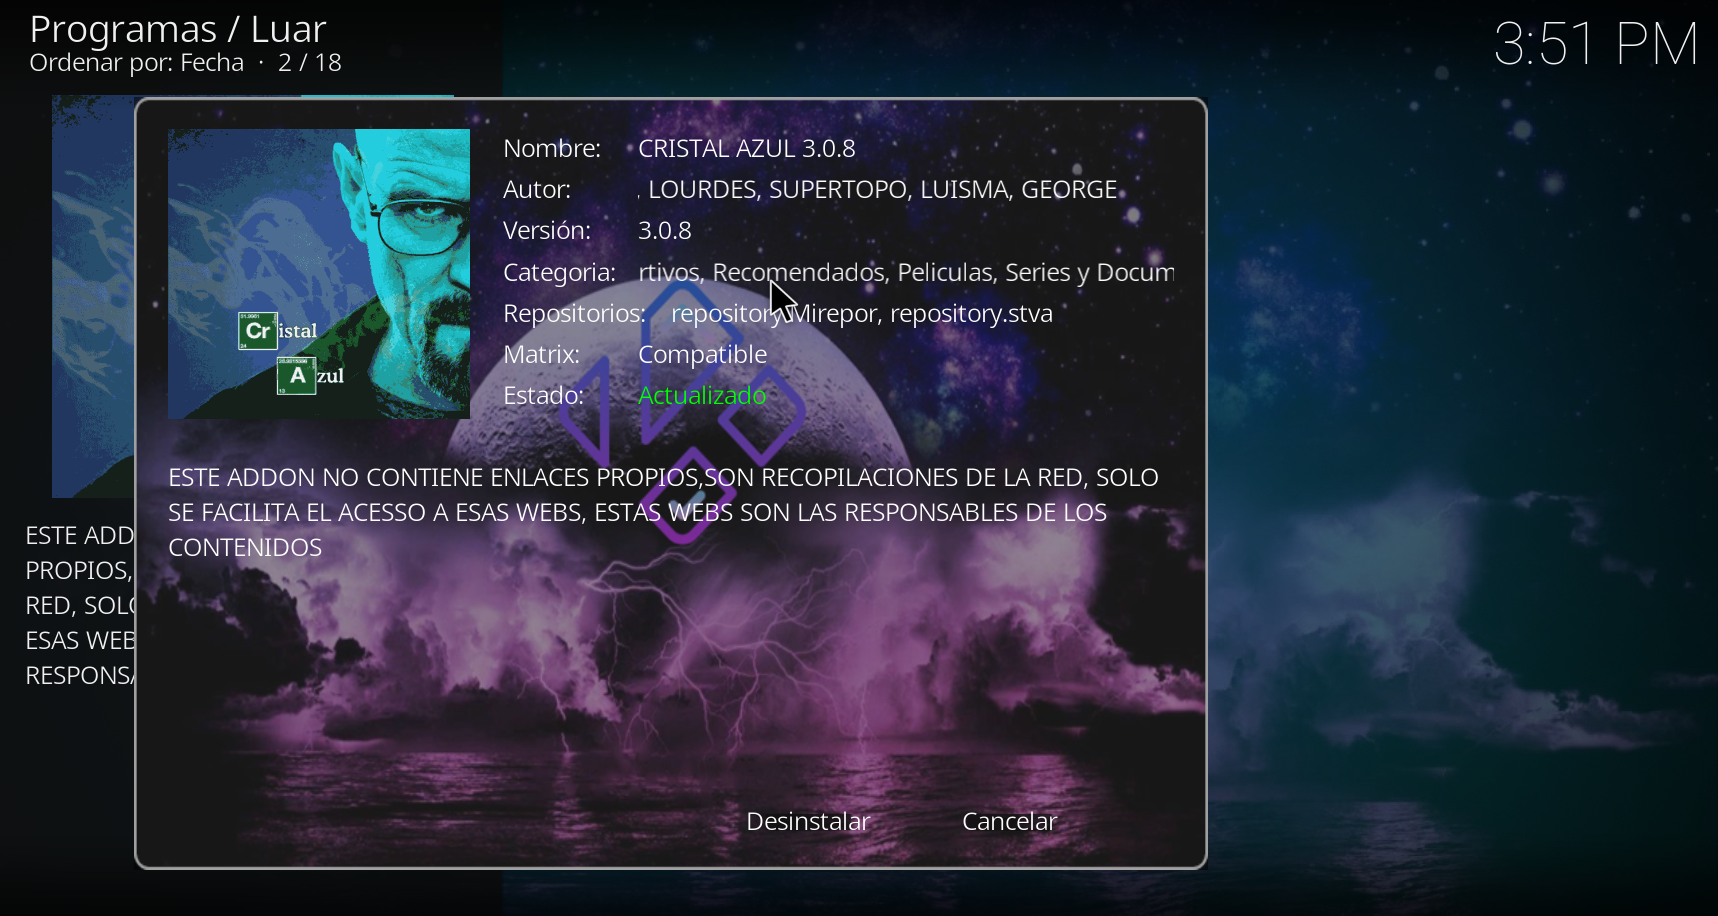 Programas / Luar
Ordenar por: Fecha · 2 / 18
3:51 PM
Nombre: CRISTAL AZUL 3.0.8
Autor: , LOURDES, SUPERTOPO, LUISMA, GEORGE
Versión: 3.0.8
Categoria: rtivos, Recomendados, Peliculas, Series y Docum
Repositorios: repository.Mirepor, repository.stva
Matrix: Compatible
Estado: Actualizado
Cr istal
A zul
ESTE ADDON NO CONTIENE ENLACES PROPIOS,SON RECOPILACIONES DE LA RED, SOLO
SE FACILITA EL ACESSO A ESAS WEBS, ESTAS WEBS SON LAS RESPONSABLES DE LOS
CONTENIDOS
ESTE ADD
PROPIOS,
RED, SOLO
ESAS WEB
RESPONSA
Desinstalar Cancelar